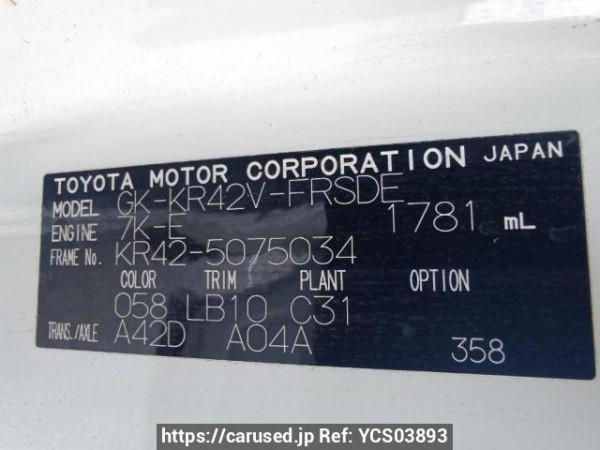 TOYOTA MOTOR CORPORATION JAPAN
MODEL GK-KR42V-FRSDE
ENGINE 7K-E 1781 mL
FRAME No. KR42-5075034
COLOR TRIM PLANT OPTION
058 LB10 C31
TRANS./AXLE A42D A04A 358
https://carused.jp Ref: YCS03893